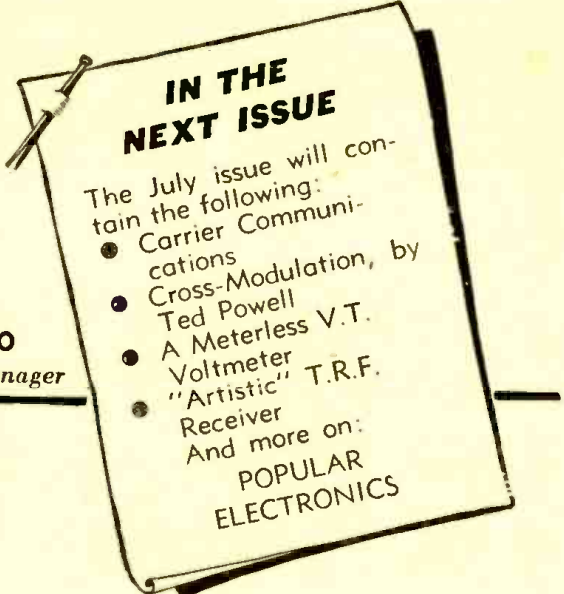 IN THE
NEXT ISSUE
The July issue will con-
tain the following:
● Carrier Communi-
cations
● Cross-Modulation, by
Ted Powell
● A Meterless V.T.
Voltmeter
● "Artistic" T.R.F.
Receiver
And more on:
POPULAR
ELECTRONICS